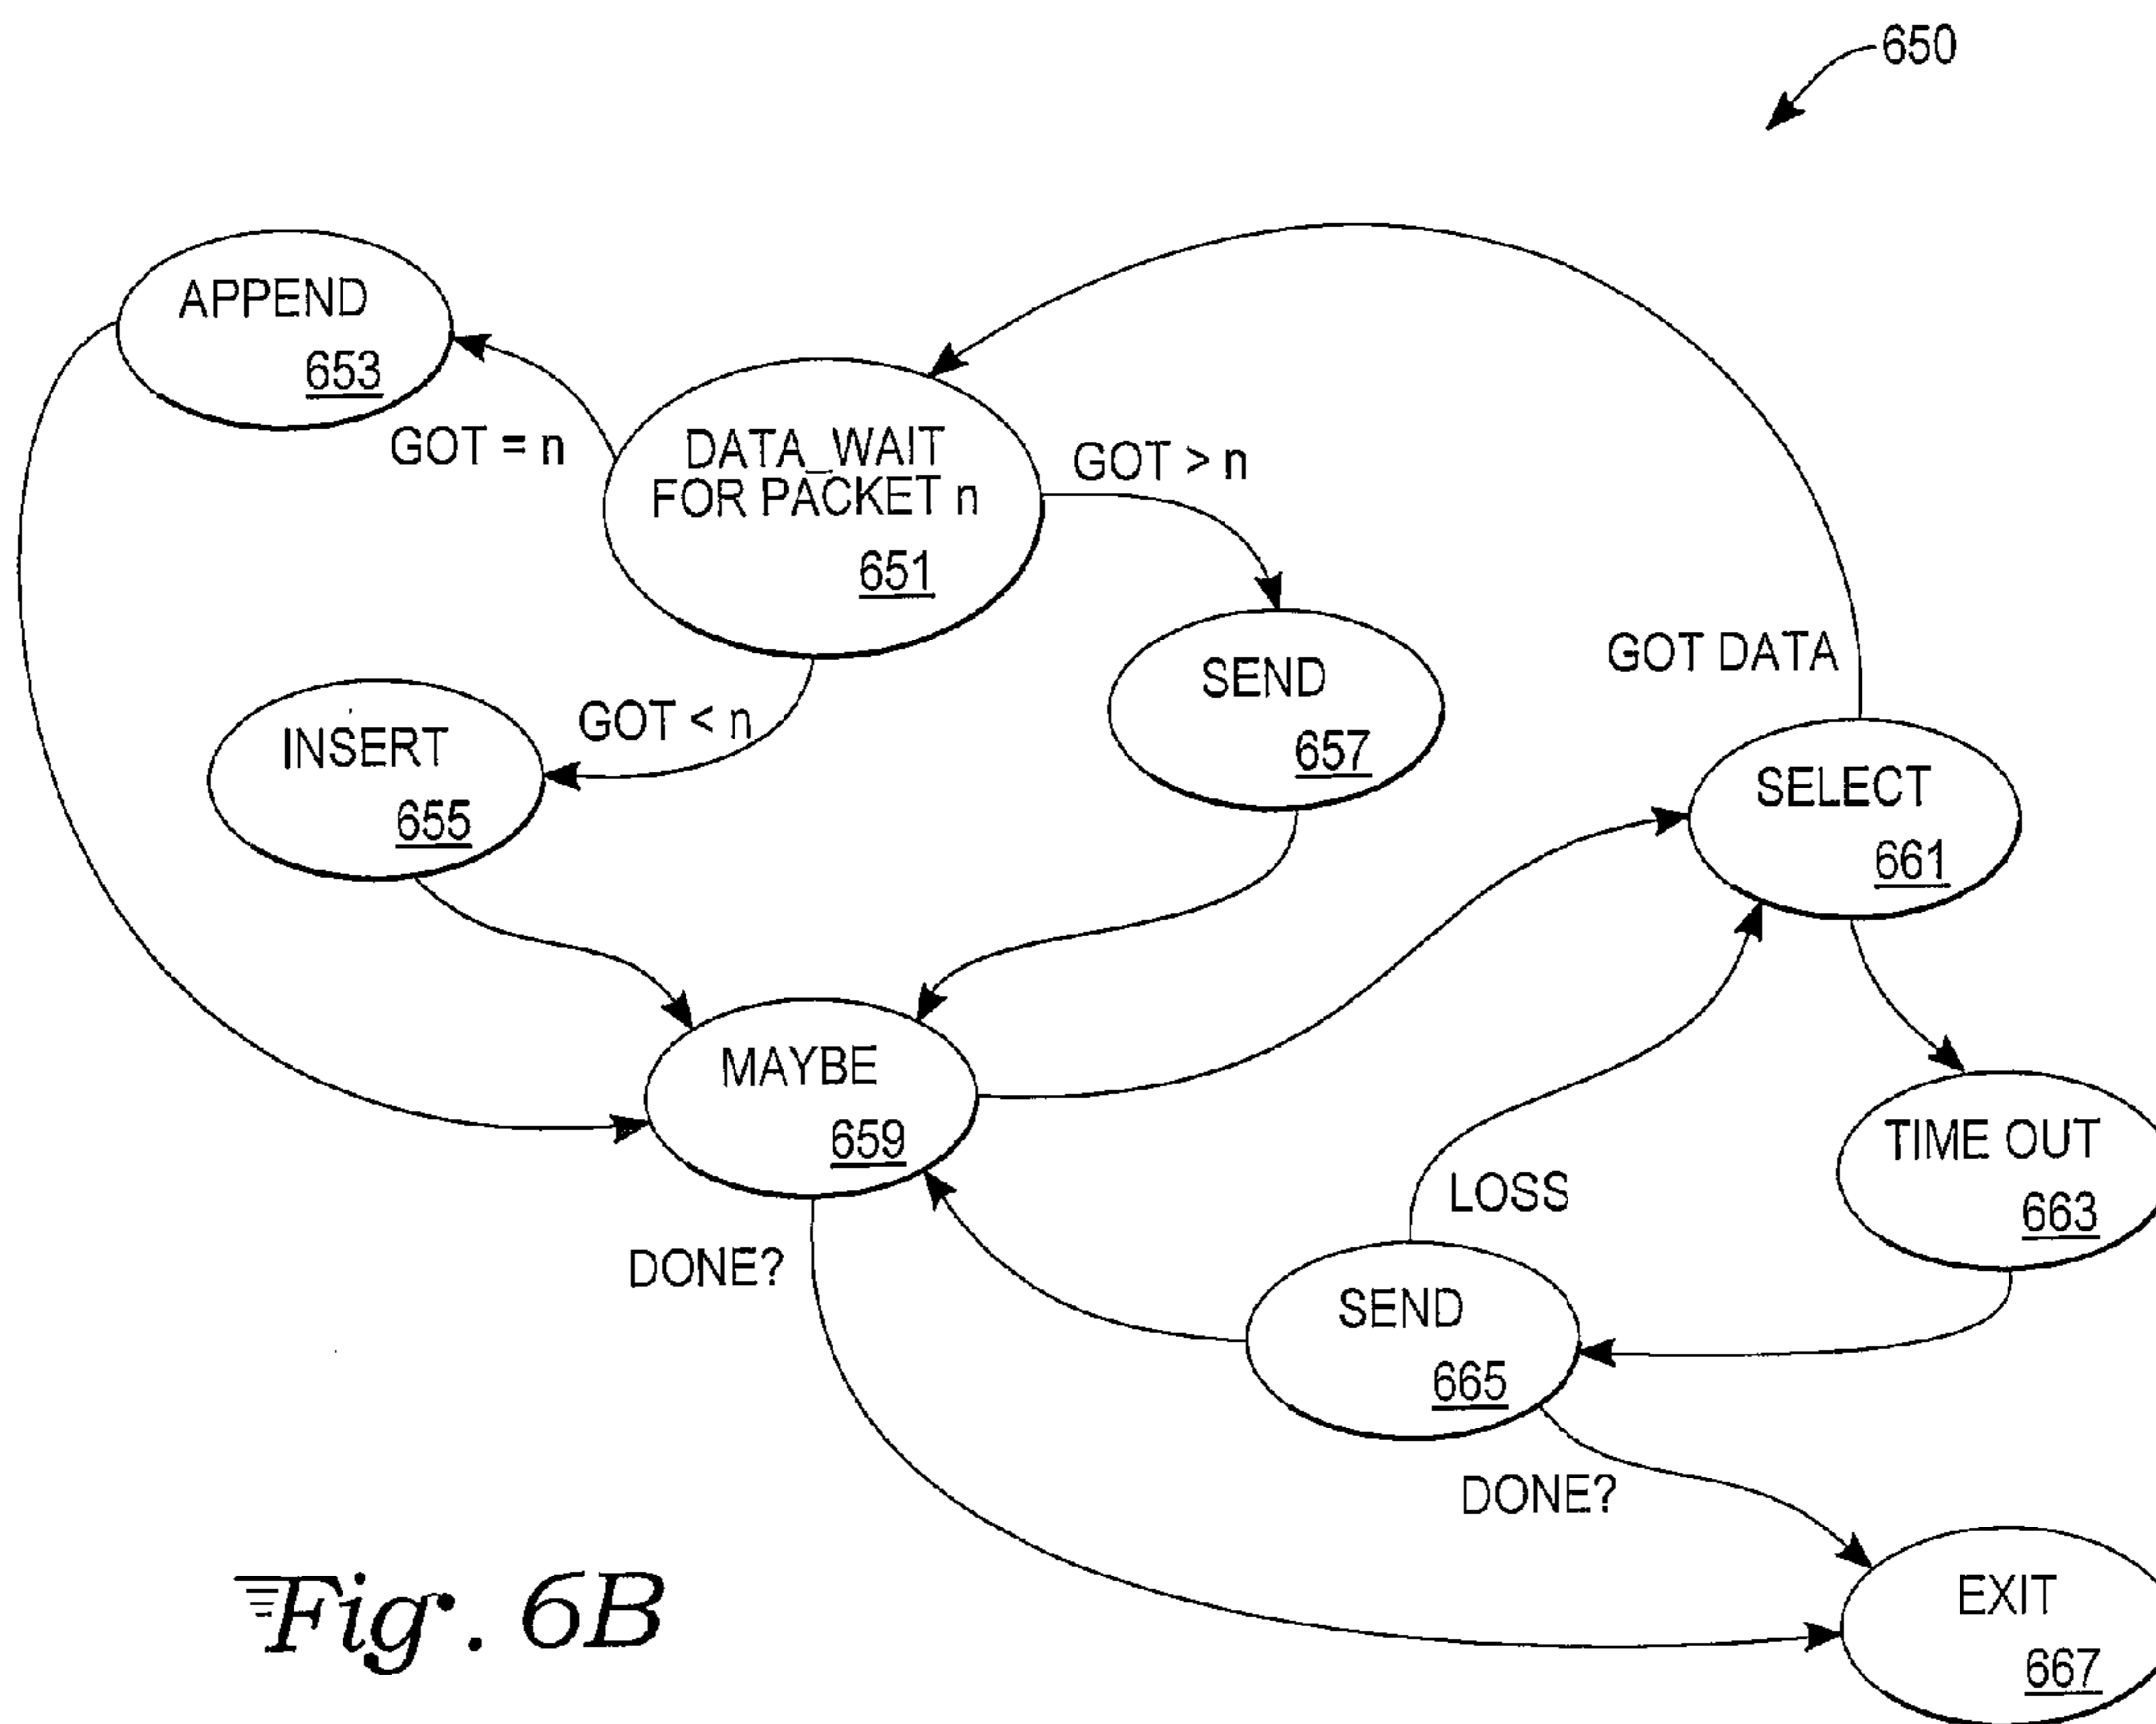 650
APPEND
653
GOT = n
DATA_WAIT
FOR PACKET n
651
GOT > n
SEND
657
GOT DATA
INSERT
655
GOT < n
SELECT
661
MAYBE
659
TIME OUT
663
LOSS
DONE?
SEND
665
DONE?
EXIT
667
Fig. 6B